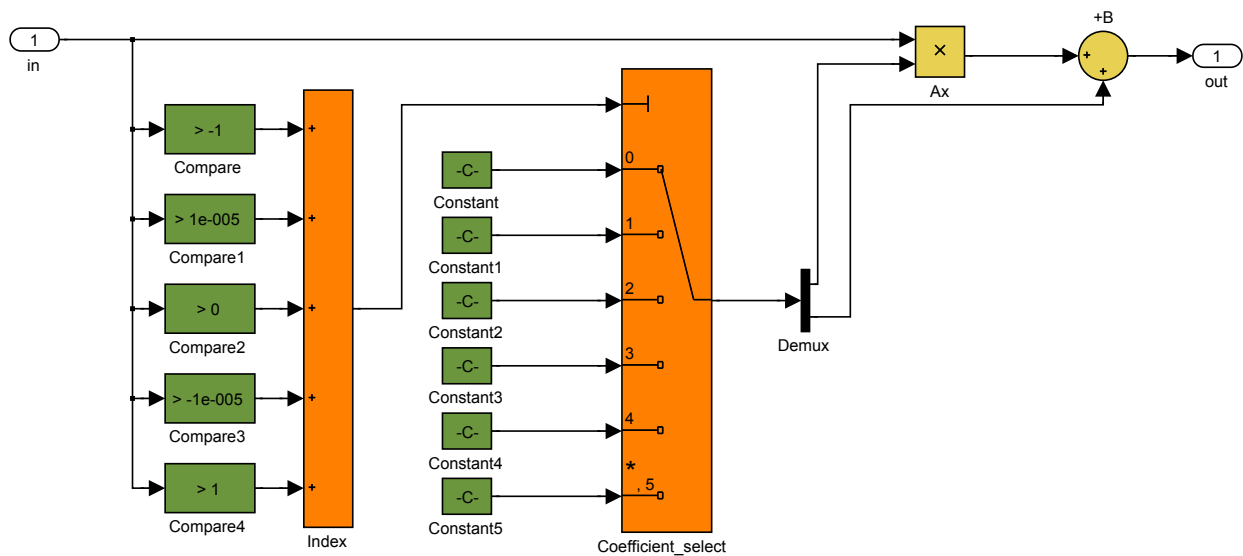 +B
1
in
×
Ax
+
+
1
out
> -1
Compare
+
> 1e-005
Compare1
+
> 0
Compare2
+
> -1e-005
Compare3
+
> 1
Compare4
+
Index
-C-
Constant
-C-
Constant1
-C-
Constant2
-C-
Constant3
-C-
Constant4
-C-
Constant5
0
1
2
3
4
*
, 5
Coefficient_select
Demux